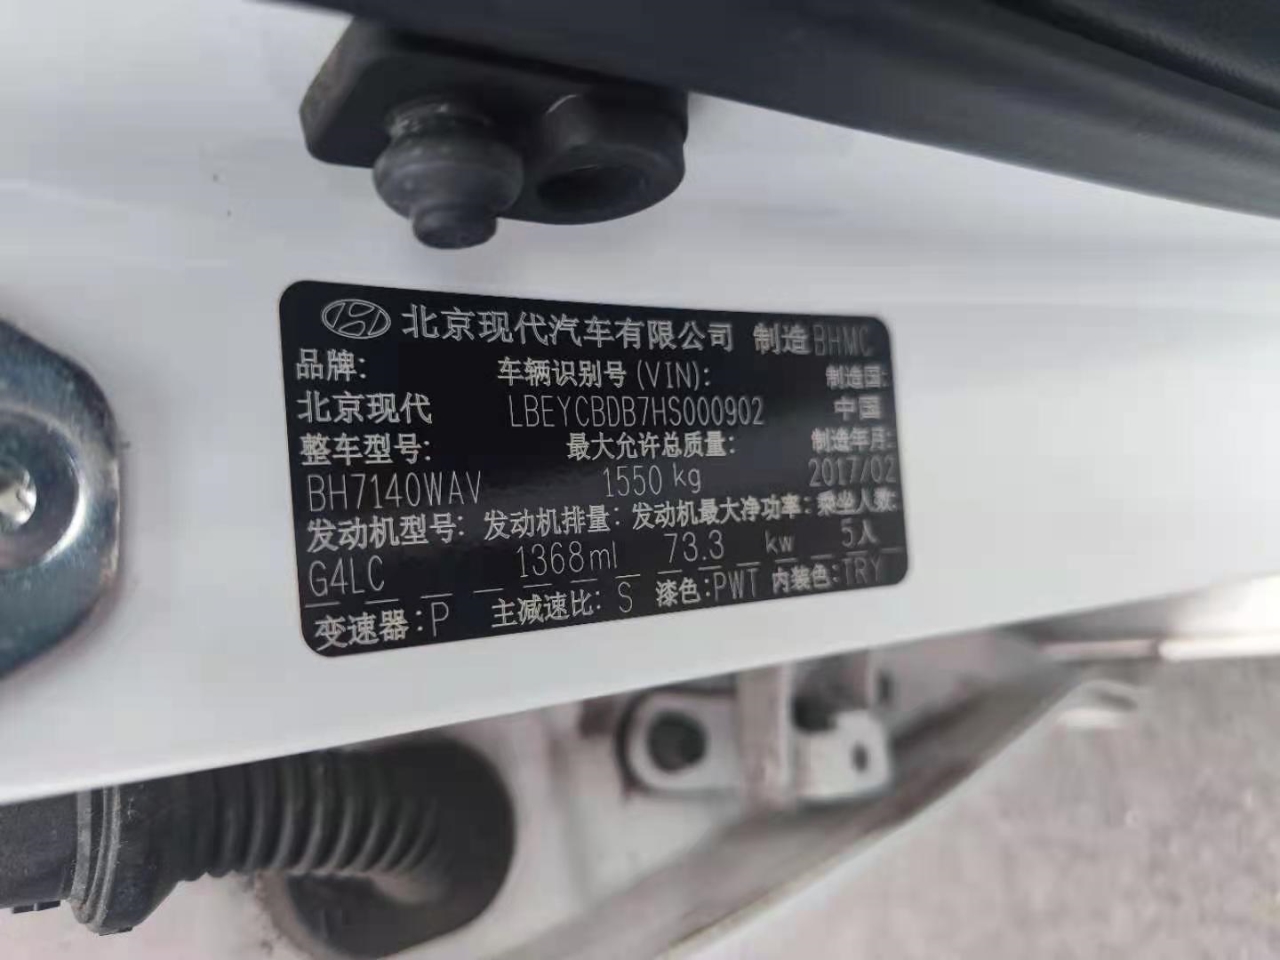 北京现代汽车有限公司 制造BHMC
品牌: 车辆识别号(VIN): 制造国:
北京现代 LBEYCBDB7HS000902 中国
整车型号: 最大允许总质量: 制造年月:
BH7140WAV 1550 kg 2017/02
发动机型号: 发动机排量: 发动机最大净功率: 乘坐人数:
G4LC 1368ml 73.3 kw 5人
变速器:P 主减速比: S 漆色:PWT 内装色:TRY